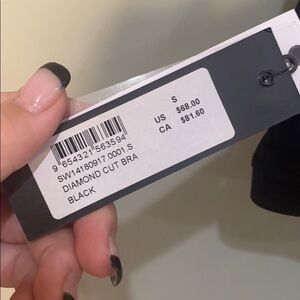 S
US $68.00
CA $81.60
9 654321 563594
SW14180917.0001.S
DIAMOND CUT BRA
BLACK